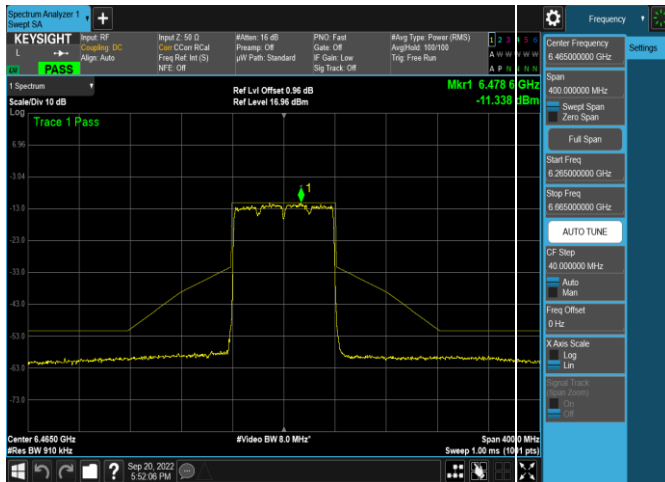 Spectrum Analyzer 1
Swept SA
Frequency
KEYSIGHT
L
PASS
Input: RF
Coupling: DC
Align: Auto
Input Z: 50 Ω
Corr CCorr RCal
Freq Ref: Int (S)
NFE: Off
#Atten: 16 dB
Preamp: Off
µW Path: Standard
PNO: Fast
Gate: Off
IF Gain: Low
Sig Track: Off
#Avg Type: Power (RMS)
Avg|Hold: 100/100
Trig: Free Run
1 2 3 4 5 6
A W W W W W
A P N N N N
1 Spectrum
Scale/Div 10 dB
Log
Ref Lvl Offset 0.96 dB
Ref Level 16.96 dBm
Mkr1 6.478 6 GHz
-11.338 dBm
Trace 1 Pass
1
6.96
-3.04
-13.0
-23.0
-33.0
-43.0
-53.0
-63.0
-73.0
Center 6.4650 GHz
#Res BW 910 kHz
#Video BW 8.0 MHz*
Span 400.0 MHz
Sweep 1.00 ms (1001 pts)
Sep 20, 2022
5:52:06 PM
Settings
Center Frequency
6.465000000 GHz
Span
400.000000 MHz
Swept Span
Zero Span
Full Span
Start Freq
6.265000000 GHz
Stop Freq
6.665000000 GHz
AUTO TUNE
CF Step
40.000000 MHz
Auto
Man
Freq Offset
0 Hz
X Axis Scale
Log
Lin
Signal Track
(Span Zoom)
On
Off